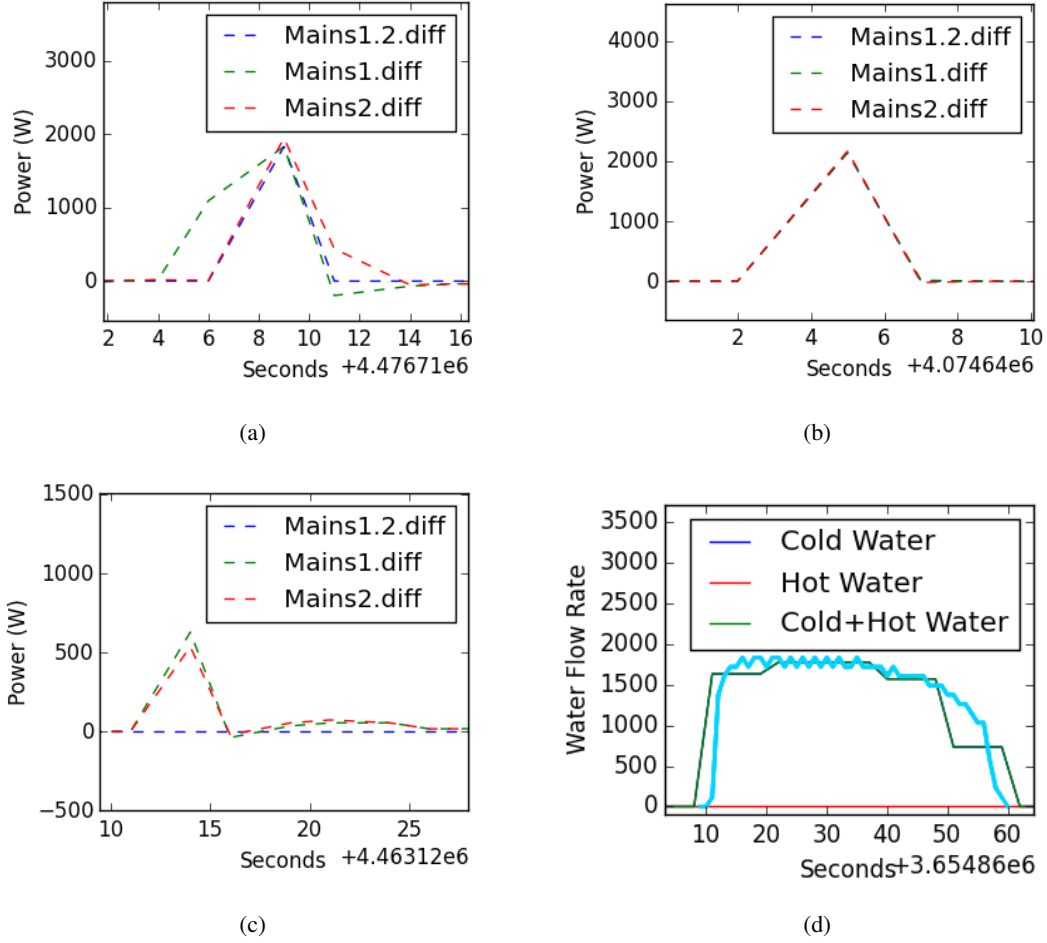 Mains1.2.diff
Mains1.diff
Mains2.diff
Power (W)
3000
2000
1000
0
2 4 6 8 10 12 14 16
Seconds +4.47671e6
(a)
Mains1.2.diff
Mains1.diff
Mains2.diff
Power (W)
4000
3000
2000
1000
0
2 4 6 8 10
Seconds +4.07464e6
(b)
Mains1.2.diff
Mains1.diff
Mains2.diff
Power (W)
1500
1000
500
0
−500
10 15 20 25
Seconds +4.46312e6
(c)
Cold Water
Hot Water
Cold+Hot Water
Water Flow Rate
3500
3000
2500
2000
1500
1000
500
0
10 20 30 40 50 60
Seconds+3.65486e6
(d)